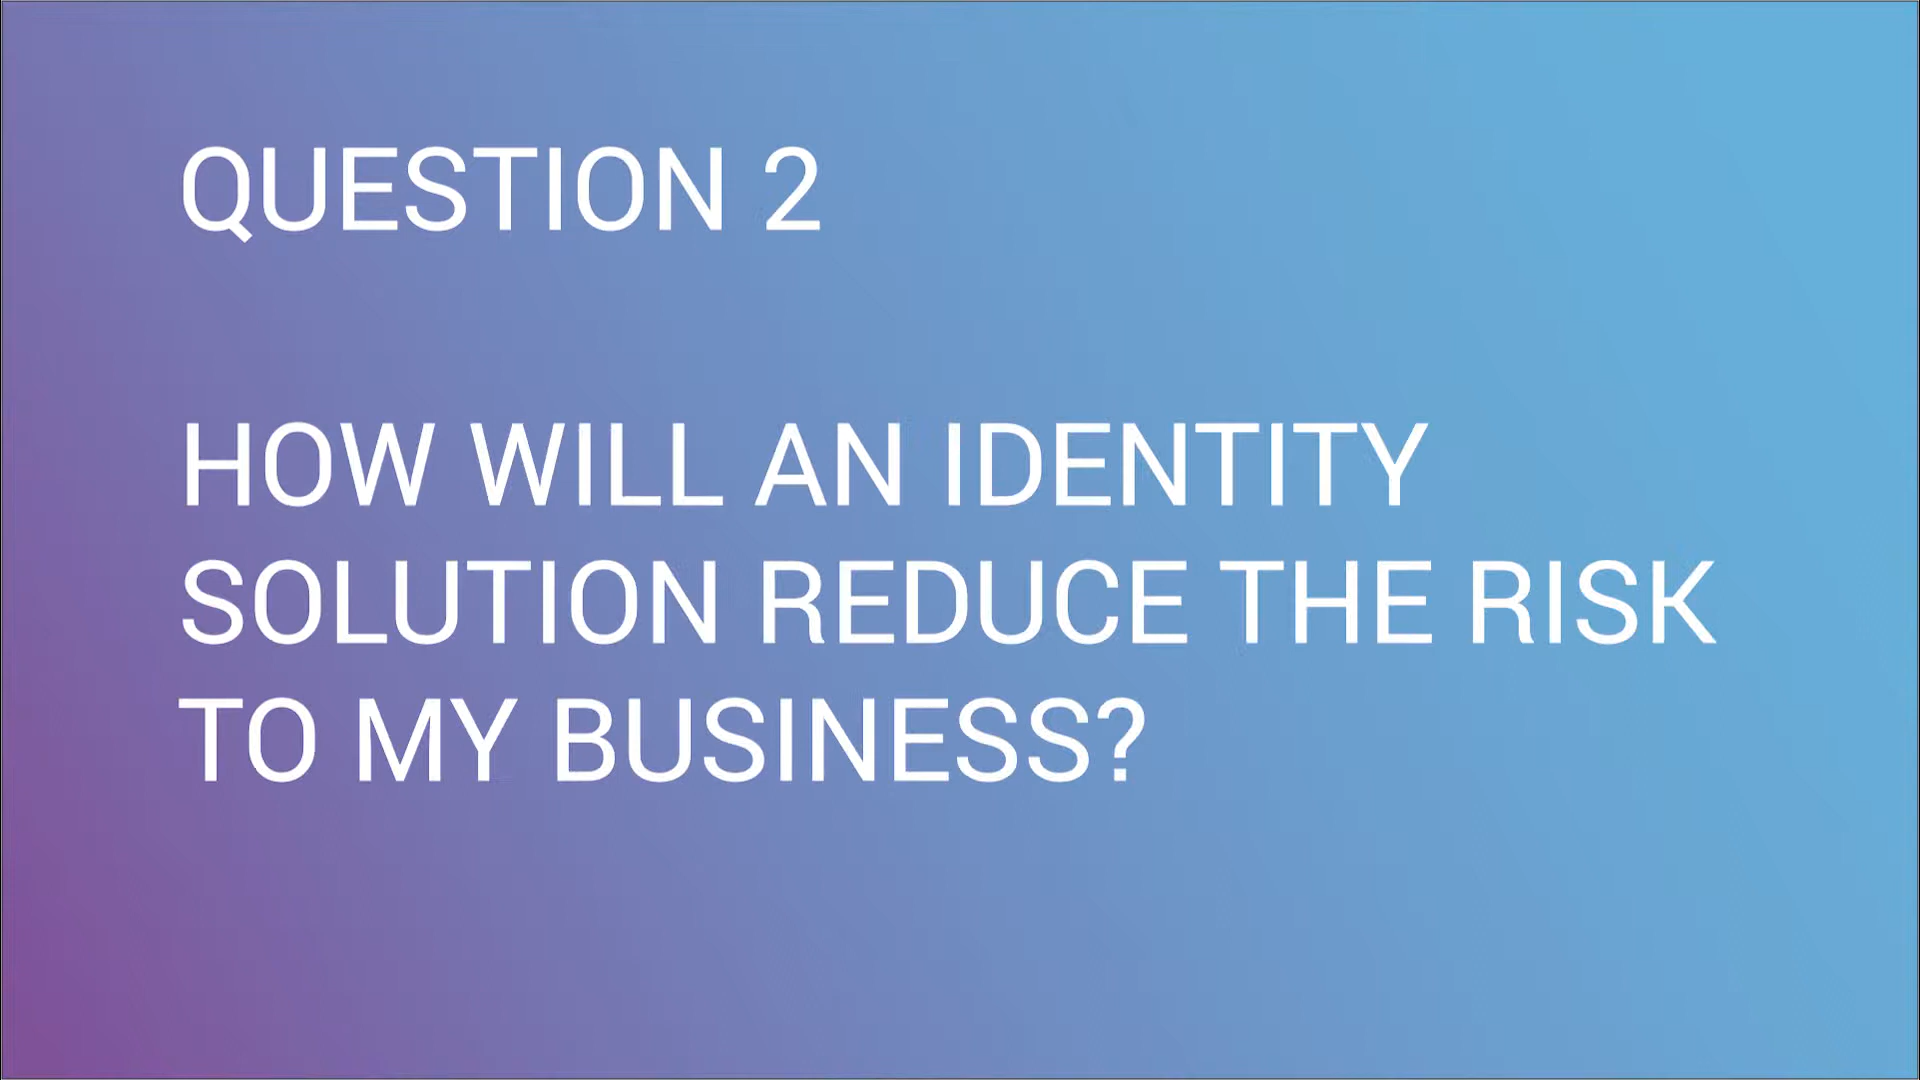 QUESTION 2
HOW WILL AN IDENTITY
SOLUTION REDUCE THE RISK
TO MY BUSINESS?